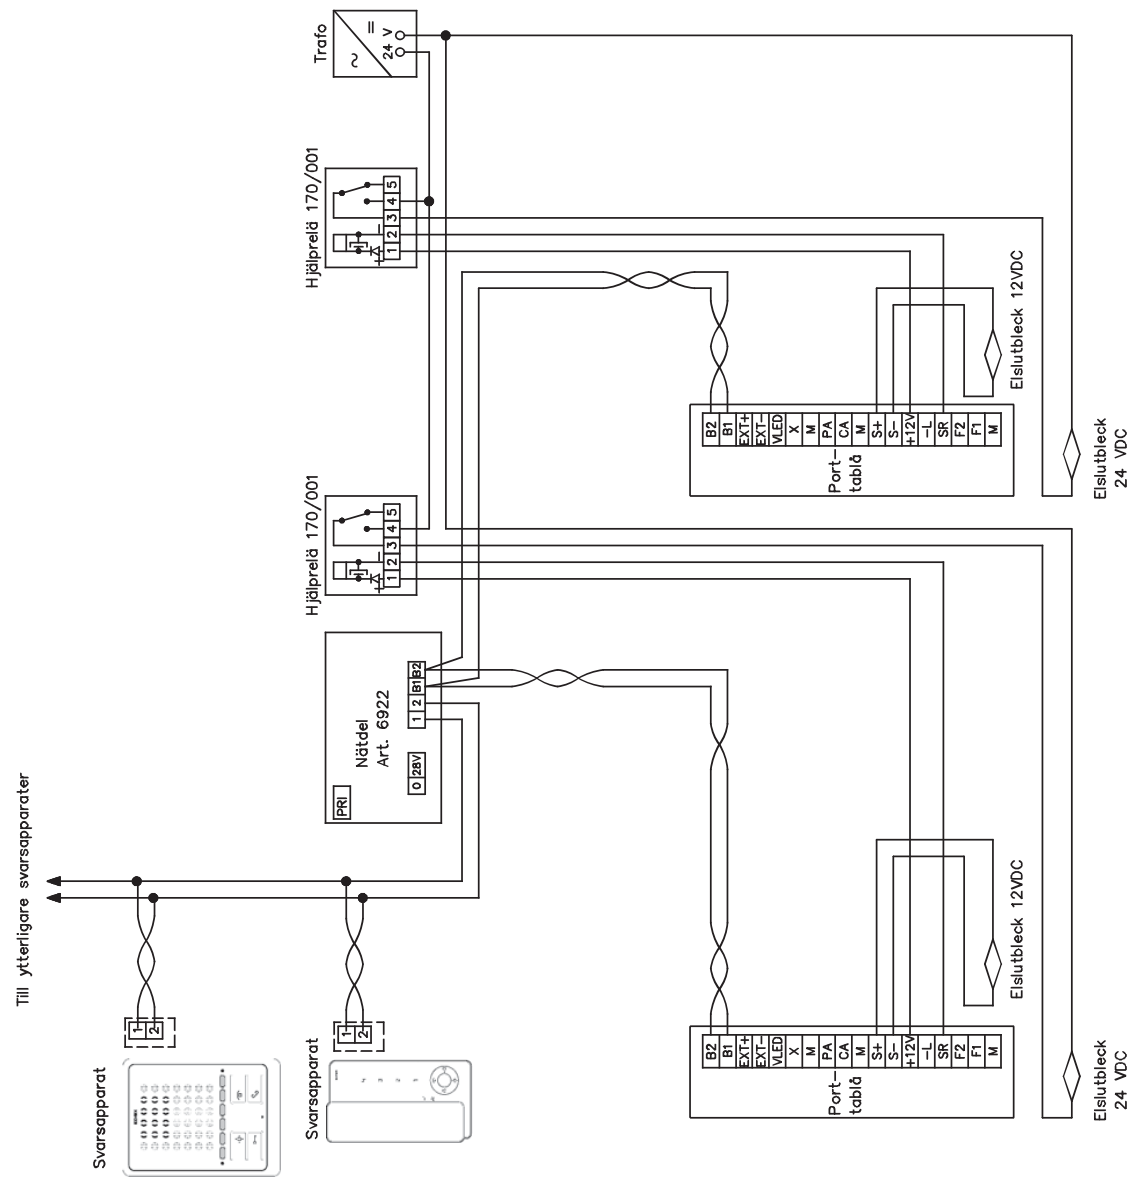 Till ytterligare svarsapparater
Svarsapparat
1
2
Svarsapparat
1
2
Trafo
~
=
24 V
Hjälprelä 170/001
+
−
1
2
3
4
5
Hjälprelä 170/001
+
−
1
2
3
4
5
Nätdel
Art. 6922
PRI
0
28V
1
2
B1
B2
Port-
tablå
B2
B1
EXT+
EXT-
VLED
X
M
PA
CA
M
S+
S-
+12V
-L
SR
F2
F1
M
Elslutbleck 12VDC
Elslutbleck
24 VDC
Port-
tablå
B2
B1
EXT+
EXT-
VLED
X
M
PA
CA
M
S+
S-
+12V
-L
SR
F2
F1
M
Elslutbleck 12VDC
Elslutbleck
24 VDC